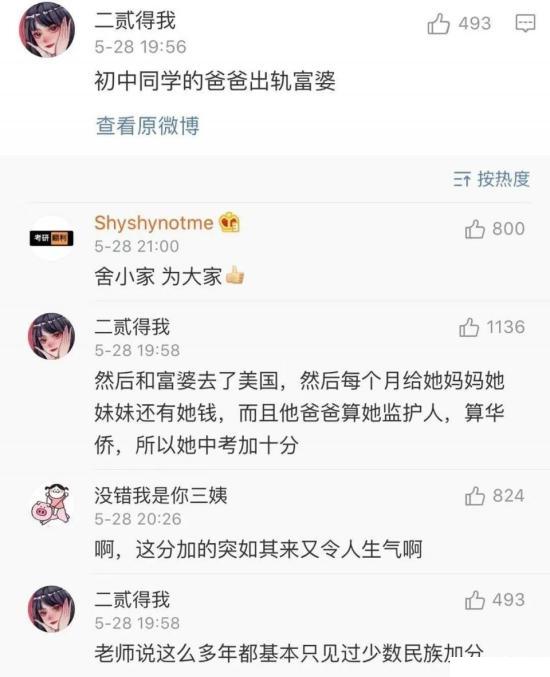 二贰得我
493
5-28 19:56
初中同学的爸爸出轨富婆
查看原微博
按热度
考研 顺利
Shyshynotme
800
5-28 21:00
舍小家 为大家
二贰得我
1136
5-28 19:58
然后和富婆去了美国，然后每个月给她妈妈她
妹妹还有她钱，而且他爸爸算她监护人，算华
侨，所以她中考加十分
没错我是你三姨
824
5-28 20:26
啊，这分加的突如其来又令人生气啊
二贰得我
493
5-28 19:58
老师说这么多年都基本只见过少数民族加分